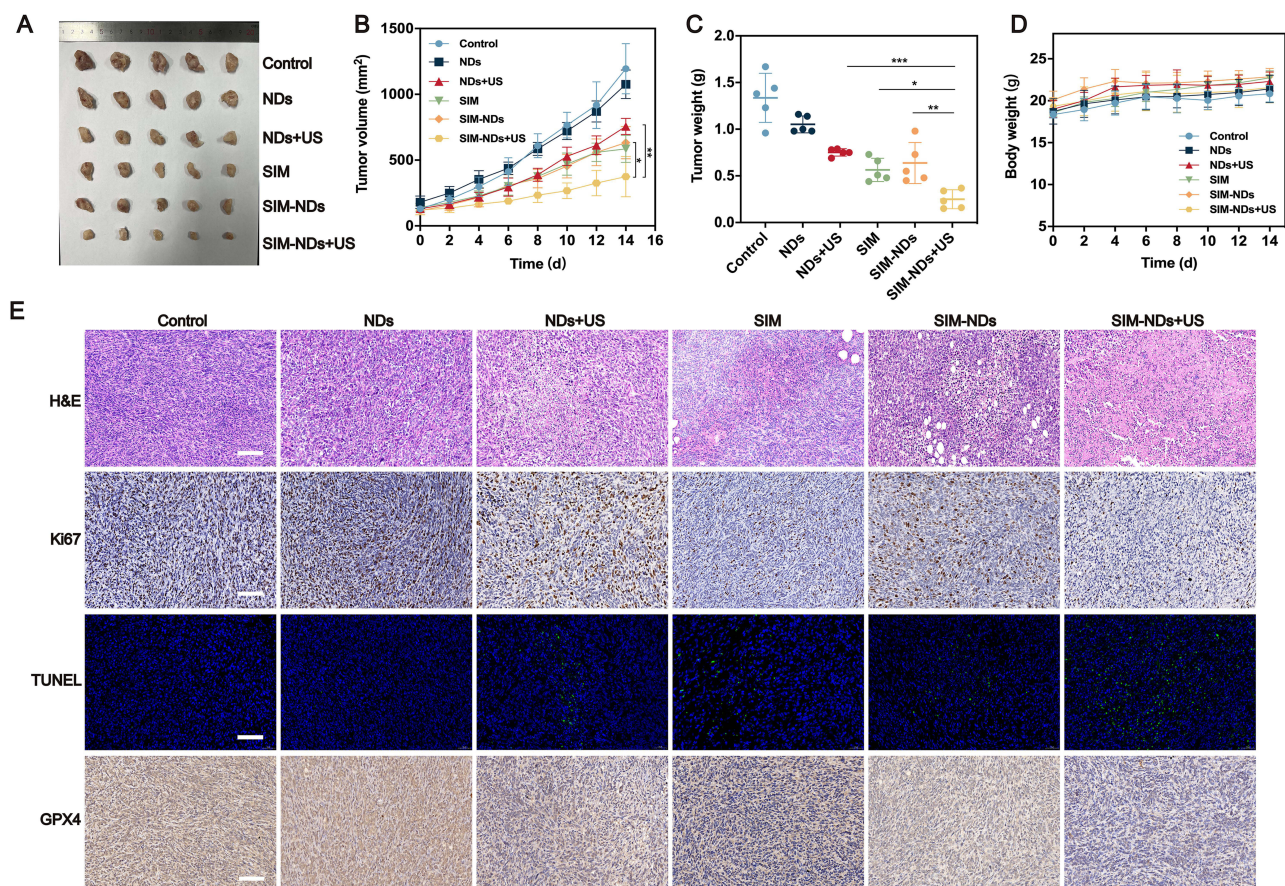 A
Control
NDs
NDs+US
SIM
SIM-NDs
SIM-NDs+US
B
Tumor volume (mm²)
1500
1000
500
0
0 2 4 6 8 10 12 14 16
Time (d)
Control
NDs
NDs+US
SIM
SIM-NDs
SIM-NDs+US
*
**
C
Tumor weight (g)
2.0
1.5
1.0
0.5
0.0
***
*
**
Control
NDs
NDs+US
SIM
SIM-NDs
SIM-NDs+US
D
Body weight (g)
25
20
15
10
5
0 2 4 6 8 10 12 14
Time (d)
Control
NDs
NDs+US
SIM
SIM-NDs
SIM-NDs+US
E
Control NDs NDs+US SIM SIM-NDs SIM-NDs+US
H&E
Ki67
TUNEL
GPX4